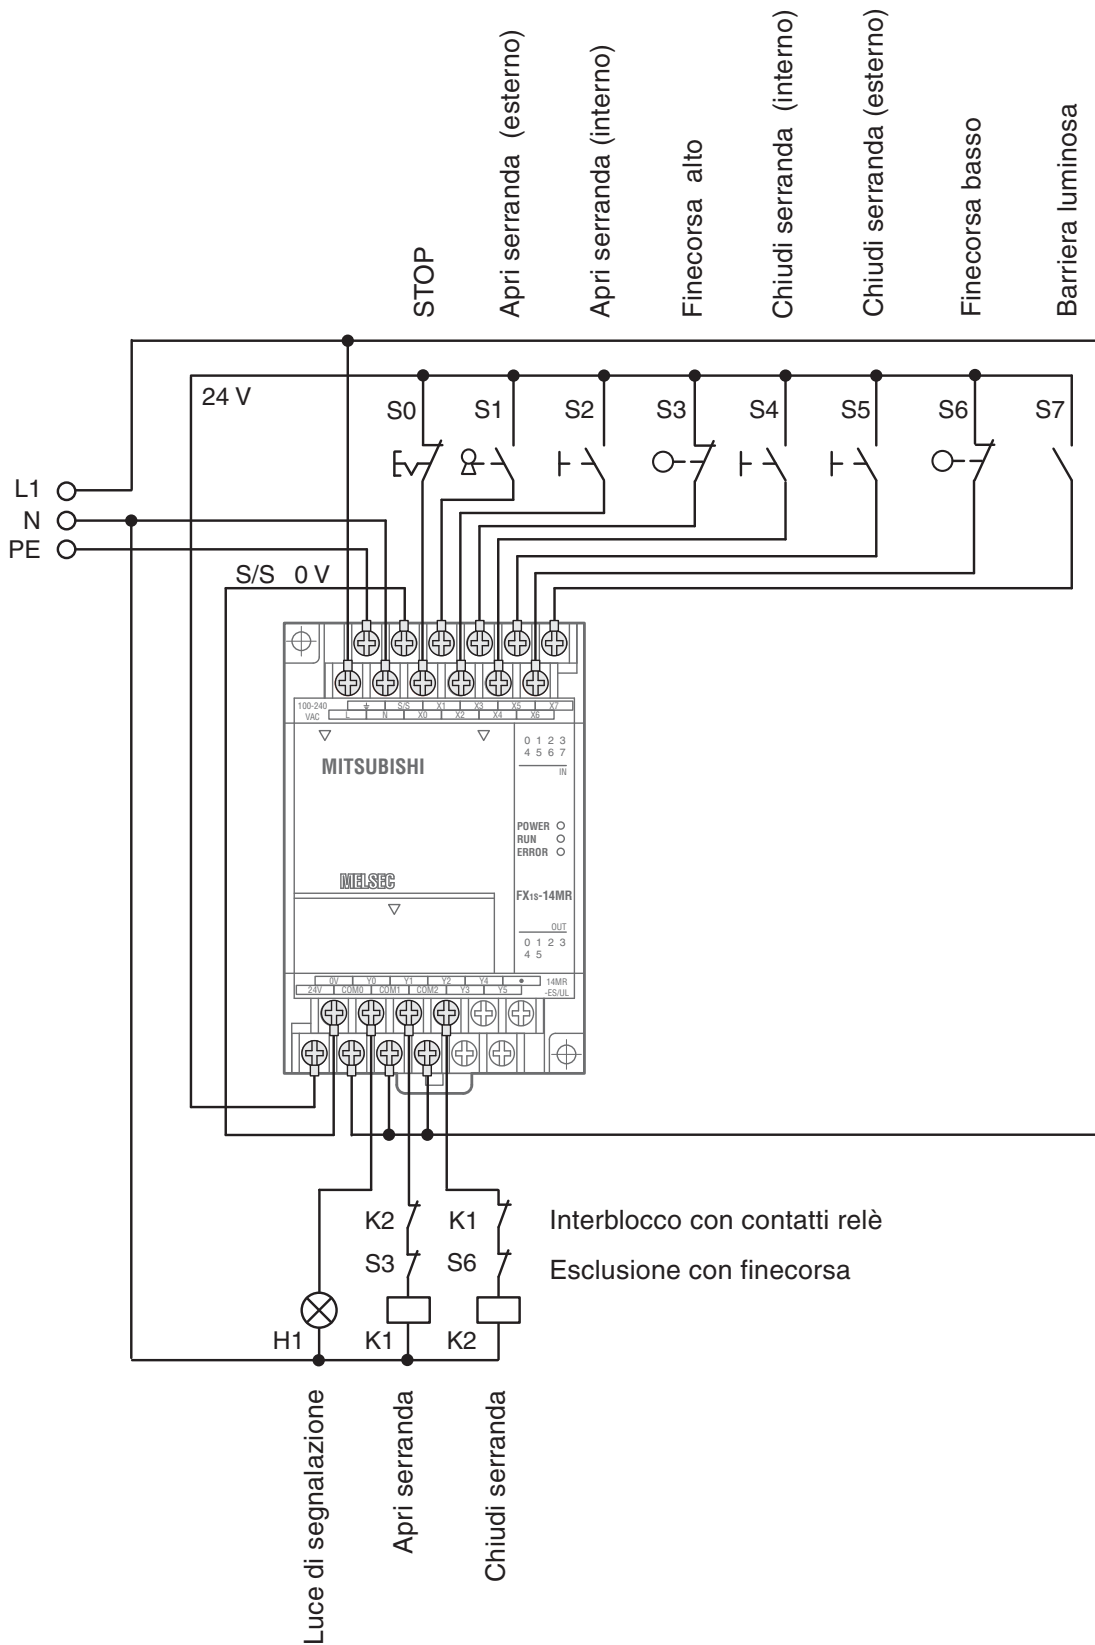 STOP
Apri serranda (esterno)
Apri serranda (interno)
Finecorsa alto
Chiudi serranda (interno)
Chiudi serranda (esterno)
Finecorsa basso
Barriera luminosa
24 V
S0 S1 S2 S3 S4 S5 S6 S7
L1
N
PE
S/S 0 V
100-240
VAC
S/S X1 X3 X5 X7
L N X0 X2 X4 X6
0 1 2 3
4 5 6 7
IN
MITSUBISHI
POWER
RUN
ERROR
MELSEC
FX1S-14MR
OUT
0 1 2 3
4 5
0V Y0 Y1 Y2 Y4
24V COM0 COM1 COM2 Y3 Y5
14MR
-ES/UL
K2 K1 Interblocco con contatti relè
S3 S6 Esclusione con finecorsa
H1 K1 K2
Luce di segnalazione
Apri serranda
Chiudi serranda